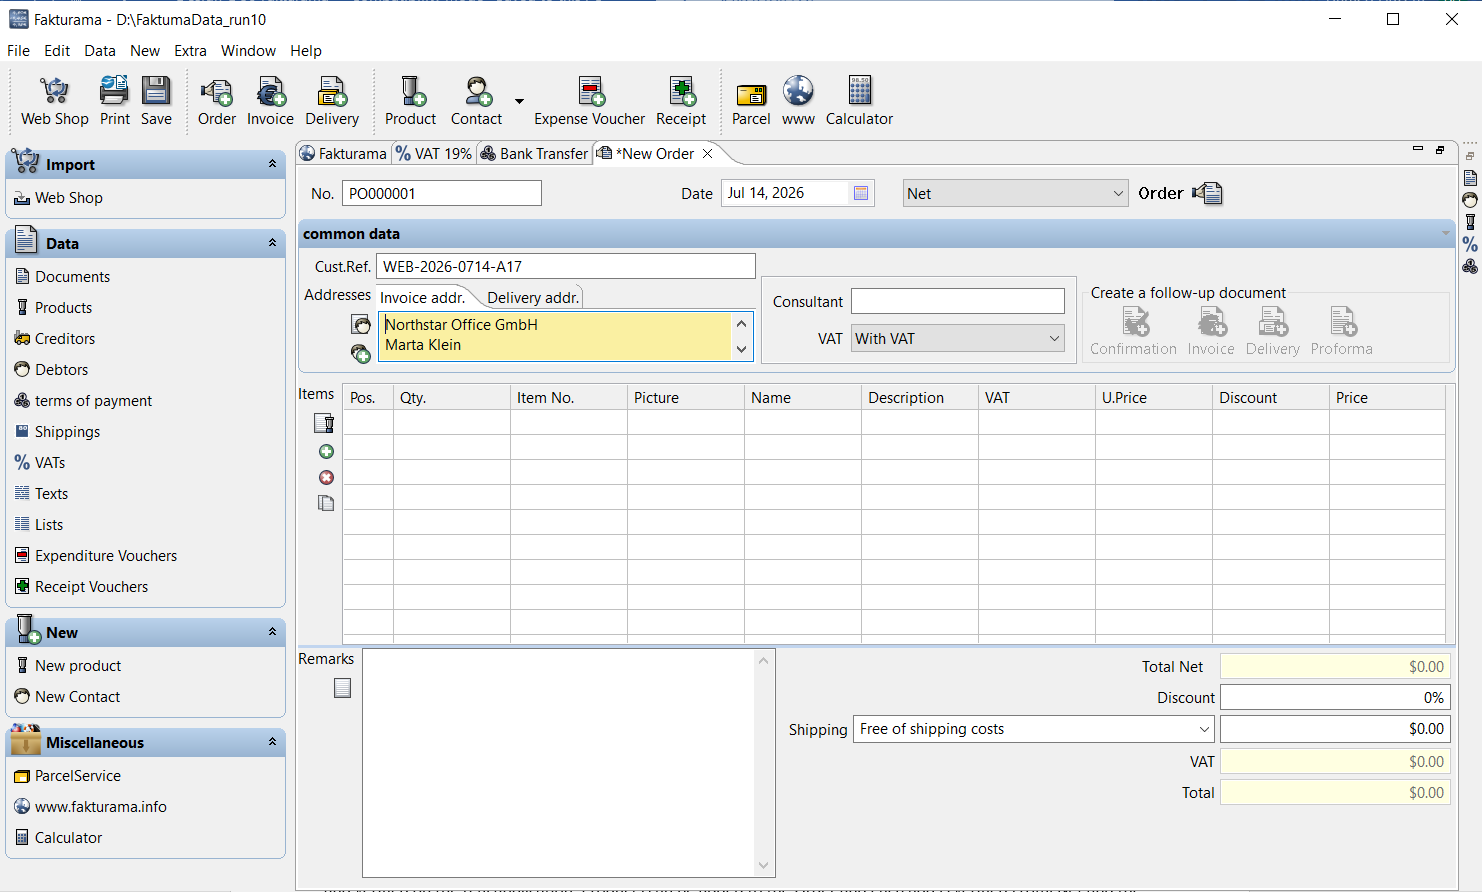 Fakturama - D:\FaktumaData_run10
File Edit Data New Extra Window Help
Web Shop Print Save Order Invoice Delivery Product Contact Expense Voucher Receipt Parcel www Calculator
Import
Web Shop
Data
Documents
Products
Creditors
Debtors
terms of payment
Shippings
VATs
Texts
Lists
Expenditure Vouchers
Receipt Vouchers
New
New product
New Contact
Miscellaneous
ParcelService
www.fakturama.info
Calculator
Fakturama VAT 19% Bank Transfer *New Order
No. PO000001 Date Jul 14, 2026 Net Order
common data
Cust.Ref. WEB-2026-0714-A17
Addresses Invoice addr. Delivery addr.
Northstar Office GmbH
Marta Klein
Consultant
VAT With VAT
Create a follow-up document
Confirmation Invoice Delivery Proforma
Items Pos. Qty. Item No. Picture Name Description VAT U.Price Discount Price
Remarks
Total Net $0.00
Discount 0%
Shipping Free of shipping costs $0.00
VAT $0.00
Total $0.00